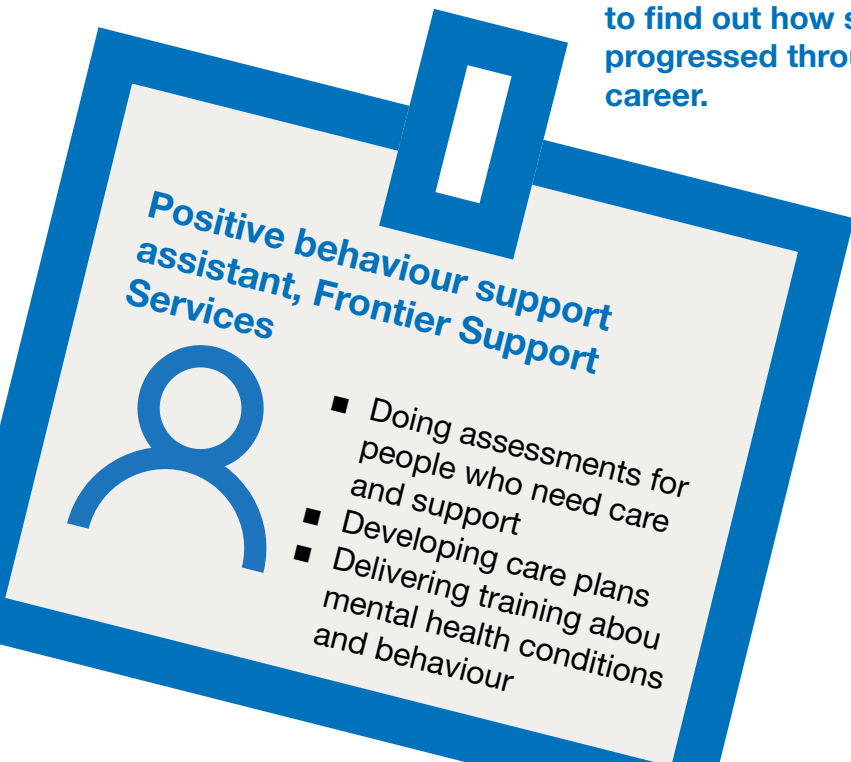 to find out how s
progressed throu
career.
Positive behaviour support
assistant, Frontier Support
Services
■ Doing assessments for
people who need care
and support
■ Developing care plans
■ Delivering training abou
mental health conditions
and behaviour